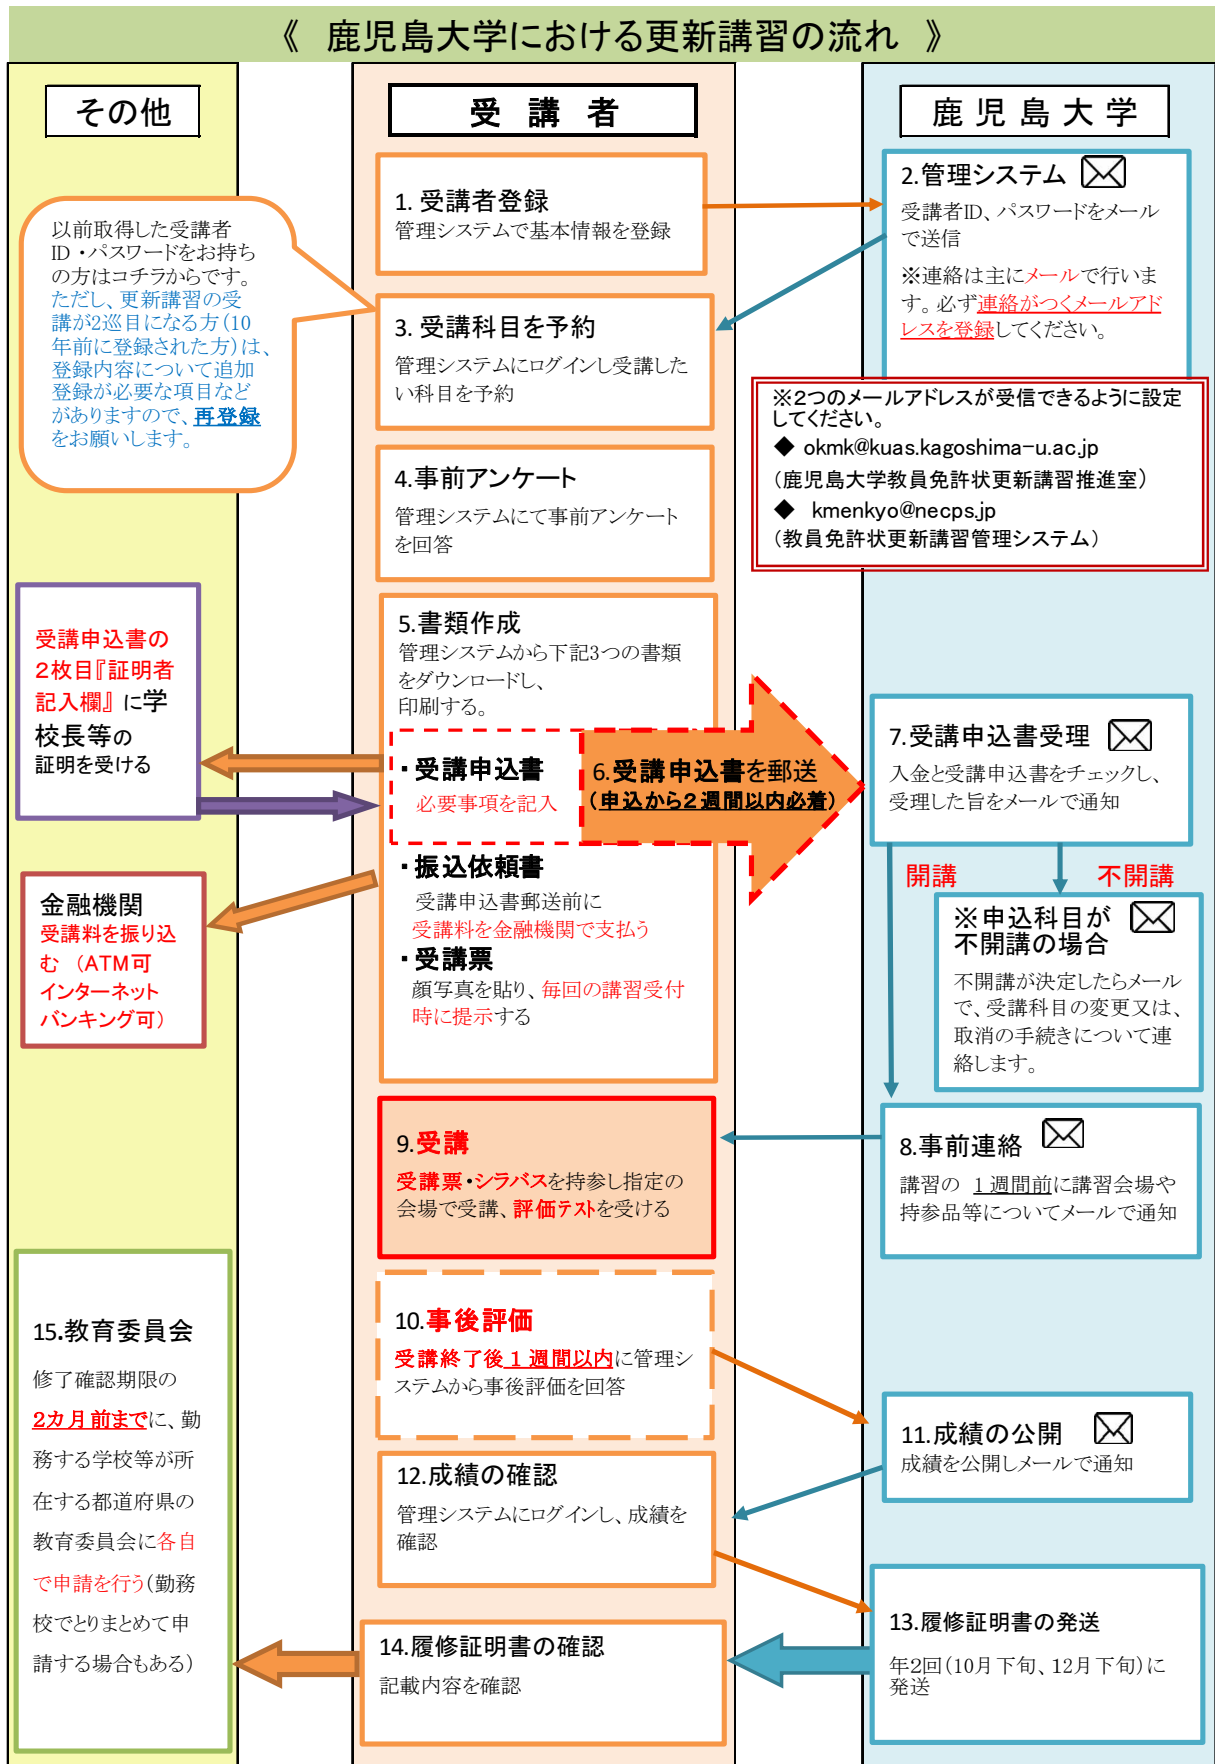 《　鹿児島大学における更新講習の流れ　》
その他
受　講　者
鹿 児 島 大 学
1. 受講者登録
管理システムで基本情報を登録
2.管理システム
受講者ID、パスワードをメール
で送信
※連絡は主にメールで行いま
す。必ず連絡がつくメールアド
レスを登録してください。
以前取得した受講者
ID・パスワードをお持ち
の方はコチラからです。
ただし、更新講習の受
講が2巡目になる方(10
年前に登録された方)は、
登録内容について追加
登録が必要な項目など
がありますので、再登録
をお願いします。
3. 受講科目を予約
管理システムにログインし受講した
い科目を予約
※2つのメールアドレスが受信できるように設定
してください。
◆ okmk@kuas.kagoshima-u.ac.jp
(鹿児島大学教員免許状更新講習推進室)
◆ kmenkyo@necps.jp
(教員免許状更新講習管理システム)
4.事前アンケート
管理システムにて事前アンケート
を回答
5.書類作成
管理システムから下記3つの書類
をダウンロードし、
印刷する。
・受講申込書
必要事項を記入
受講申込書の
2枚目『証明者
記入欄』に学
校長等の
証明を受ける
6.受講申込書を郵送
(申込から2週間以内必着)
7.受講申込書受理
入金と受講申込書をチェックし、
受理した旨をメールで通知
・振込依頼書
受講申込書郵送前に
受講料を金融機関で支払う
・受講票
顔写真を貼り、毎回の講習受付
時に提示する
金融機関
受講料を振り込
む (ATM可
インターネット
バンキング可)
開講
不開講
※申込科目が
不開講の場合
不開講が決定したらメール
で、受講科目の変更又は、
取消の手続きについて連
絡します。
8.事前連絡
講習の 1週間前に講習会場や
持参品等についてメールで通知
9.受講
受講票・シラバスを持参し指定の
会場で受講、評価テストを受ける
10.事後評価
受講終了後1週間以内に管理シ
ステムから事後評価を回答
11.成績の公開
成績を公開しメールで通知
12.成績の確認
管理システムにログインし、成績を
確認
13.履修証明書の発送
年2回(10月下旬、12月下旬)に
発送
14.履修証明書の確認
記載内容を確認
15.教育委員会
修了確認期限の
2カ月前までに、勤
務する学校等が所
在する都道府県の
教育委員会に各自
で申請を行う(勤務
校でとりまとめて申
請する場合もある)